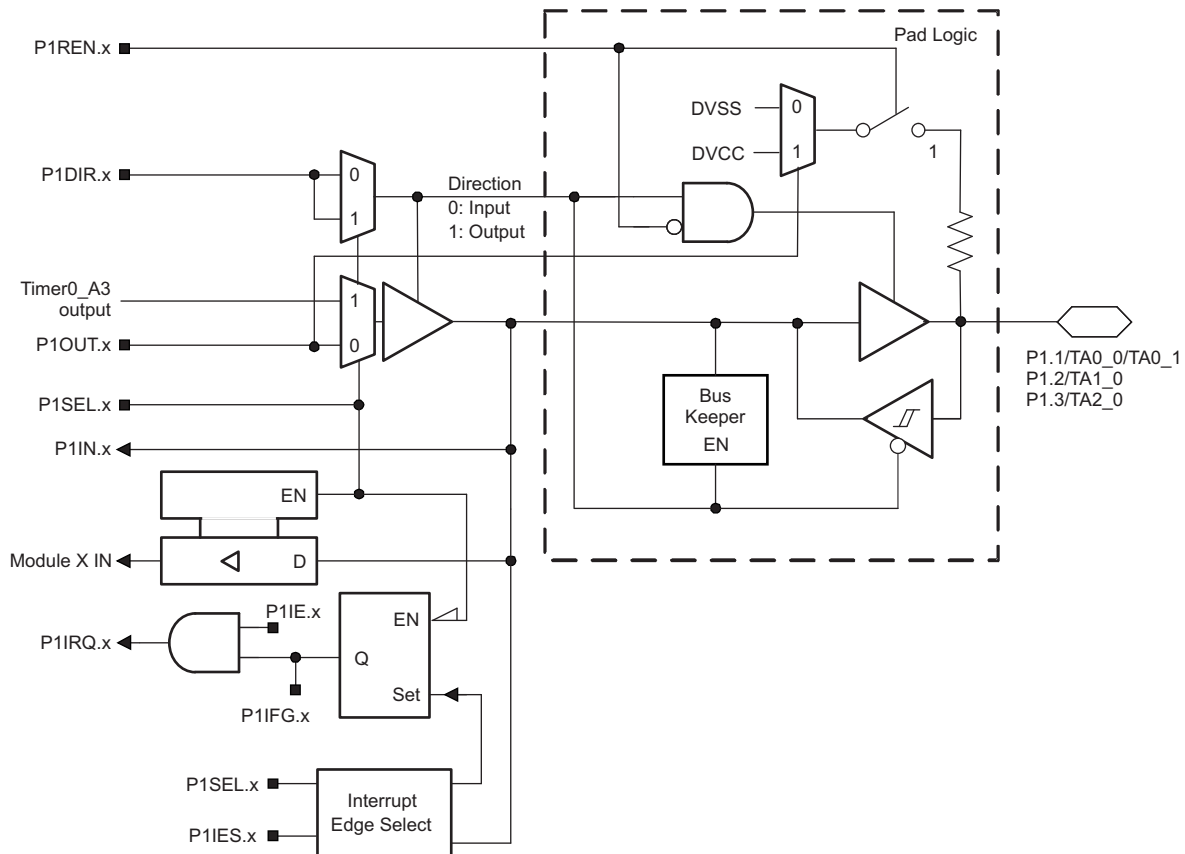 Pad Logic
P1REN.x
DVSS
0
DVCC
1
1
P1DIR.x
0
1
Direction
0: Input
1: Output
Timer0_A3
output
1
P1OUT.x
0
P1.1/TA0_0/TA0_1
P1.2/TA1_0
P1.3/TA2_0
Bus
Keeper
EN
P1SEL.x
P1IN.x
EN
Module X IN
D
P1IE.x
EN
P1IRQ.x
Q
Set
P1IFG.x
P1SEL.x
Interrupt
Edge Select
P1IES.x